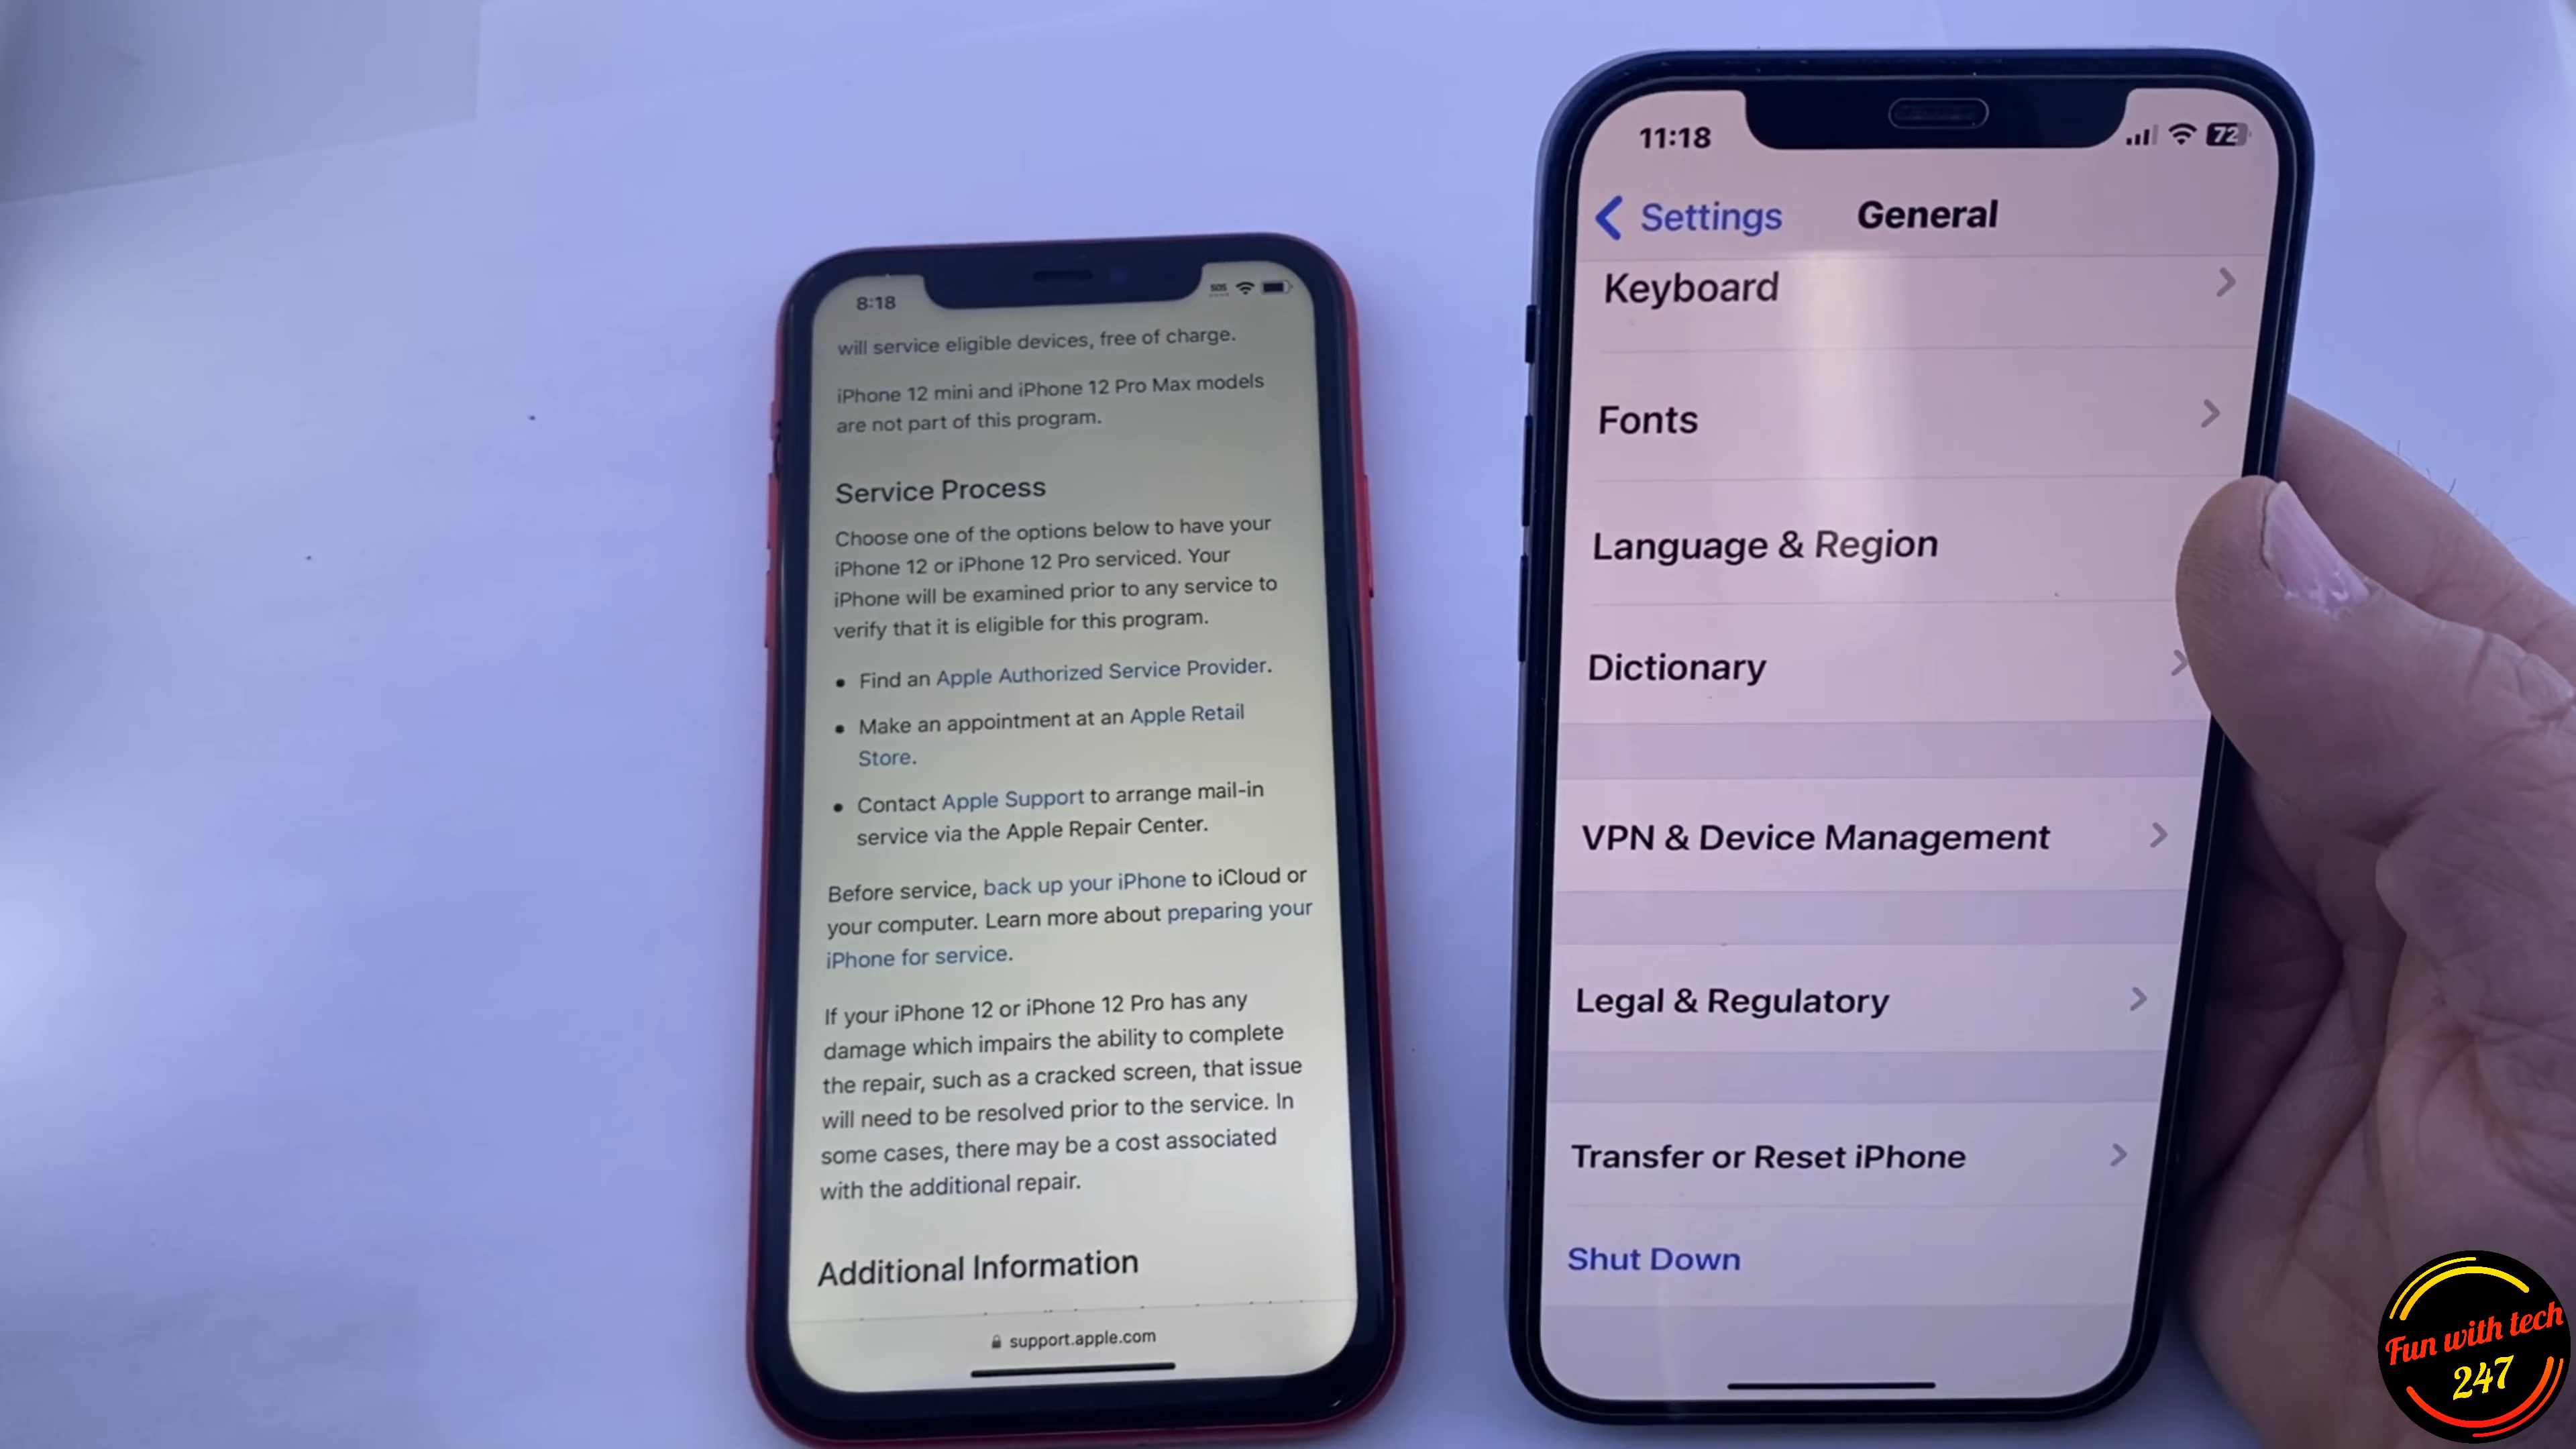 8:18
SOS
will service eligible devices, free of charge.
iPhone 12 mini and iPhone 12 Pro Max models
are not part of this program.
Service Process
Choose one of the options below to have your
iPhone 12 or iPhone 12 Pro serviced. Your
iPhone will be examined prior to any service to
verify that it is eligible for this program.
• Find an Apple Authorized Service Provider.
• Make an appointment at an Apple Retail
Store.
• Contact Apple Support to arrange mail-in
service via the Apple Repair Center.
Before service, back up your iPhone to iCloud or
your computer. Learn more about preparing your
iPhone for service.
If your iPhone 12 or iPhone 12 Pro has any
damage which impairs the ability to complete
the repair, such as a cracked screen, that issue
will need to be resolved prior to the service. In
some cases, there may be a cost associated
with the additional repair.
Additional Information
support.apple.com
11:18
72
Settings
General
Keyboard
Fonts
Language & Region
Dictionary
VPN & Device Management
Legal & Regulatory
Transfer or Reset iPhone
Shut Down
Fun with tech
247